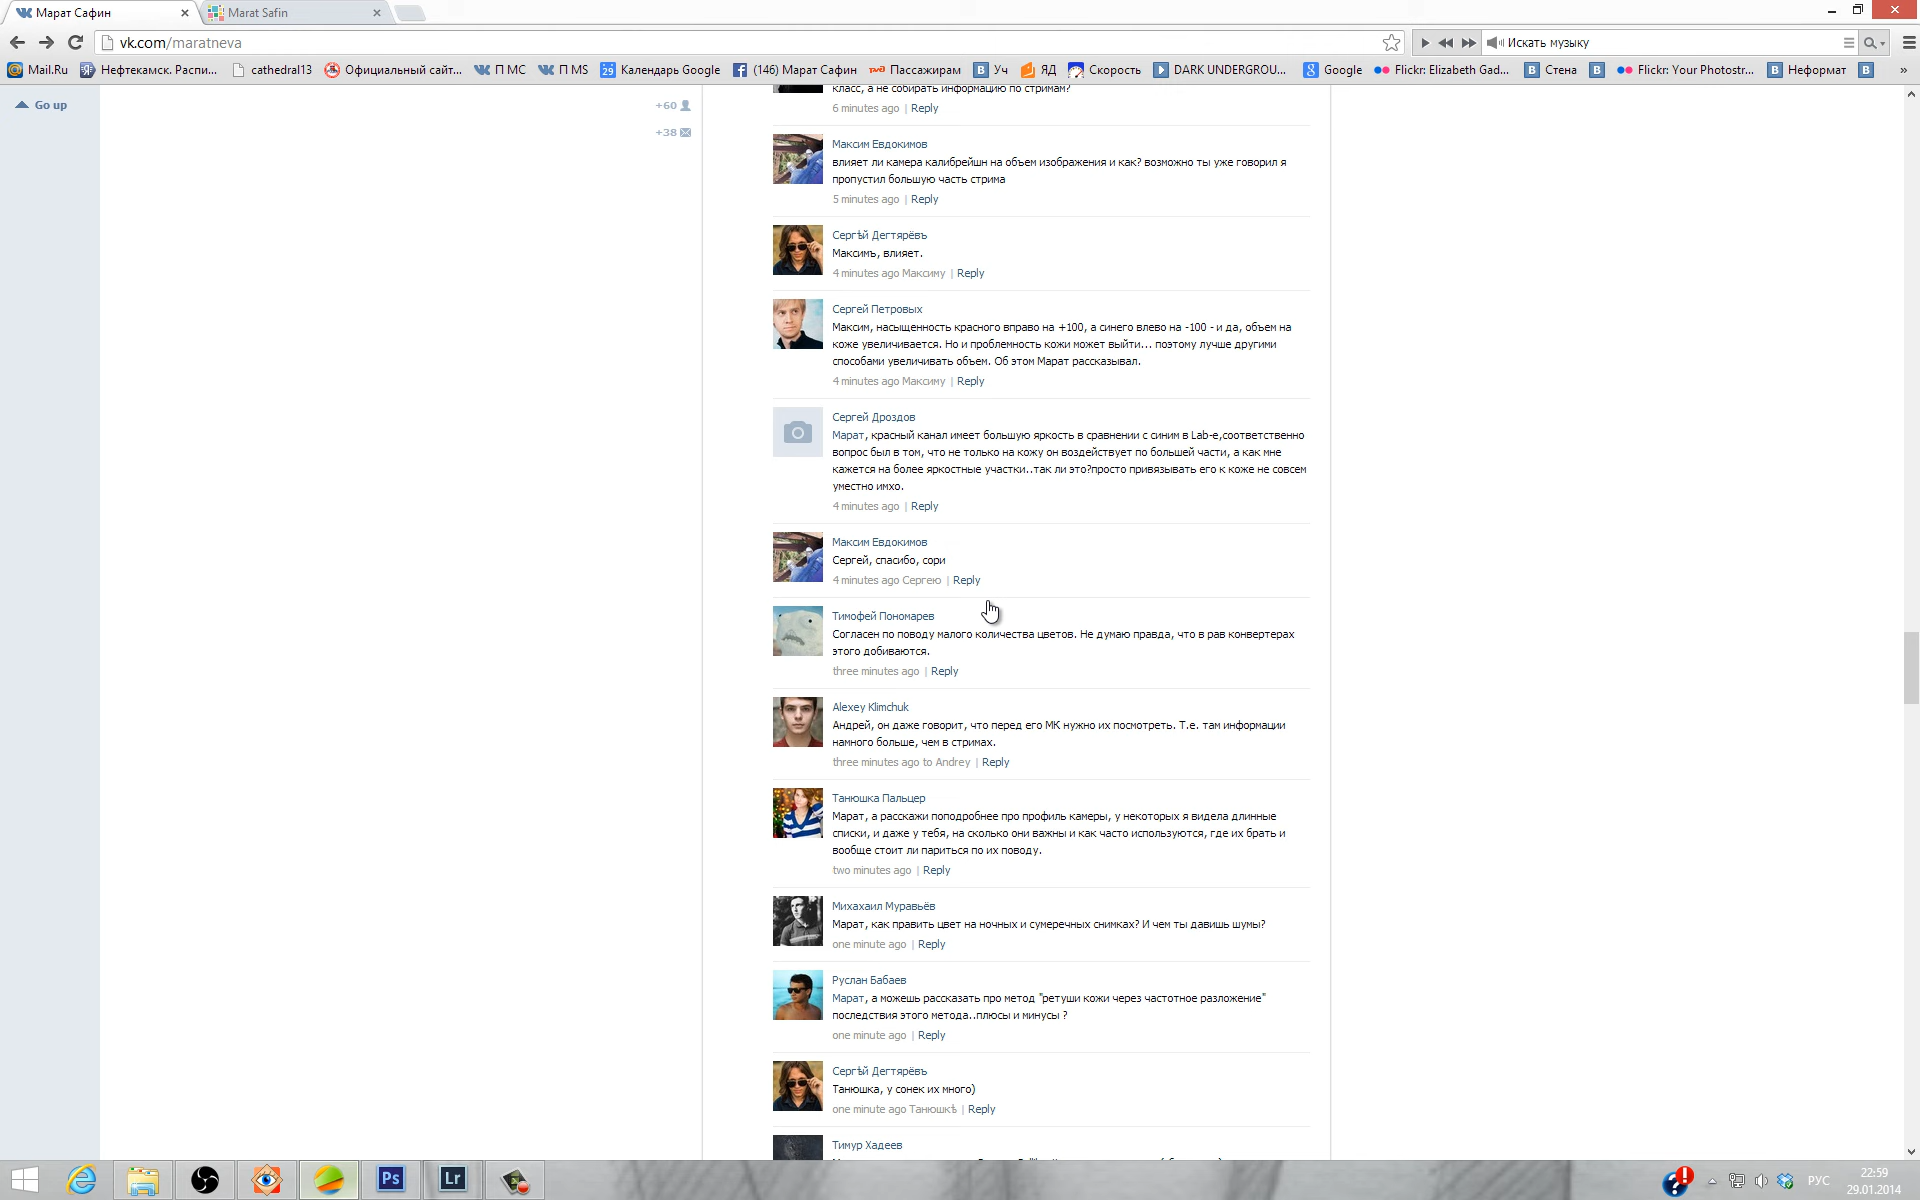 Марат Сафин
Marat Safin
vk.com/maratneva
Искать музыку
Mail.Ru
Нефтекамск. Распи...
cathedral13
Официальный сайт...
П МС
П MS
29
Календарь Google
(146) Марат Сафин
Пассажирам
В Уч
ЯД
Скорость
DARK UNDERGROU...
Google
Flickr: Elizabeth Gad...
В Стена
В
Flickr: Your Photostr...
В Неформат
В
Go up
+60
+38
класс, а не собирать информацию по стримам?
6 minutes ago | Reply
Максим Евдокимов
влияет ли камера калибрейшн на объем изображения и как? возможно ты уже говорил я
пропустил большую часть стрима
5 minutes ago | Reply
Сергѣй Дегтярёвъ
Максимъ, влияет.
4 minutes ago Максиму | Reply
Сергей Петровых
Максим, насыщенность красного вправо на +100, а синего влево на -100 - и да, объем на
коже увеличивается. Но и проблемность кожи может выйти... поэтому лучше другими
способами увеличивать объем. Об этом Марат рассказывал.
4 minutes ago Максиму | Reply
Сергей Дроздов
Марат, красный канал имеет большую яркость в сравнении с синим в Lab-е,соответственно
вопрос был в том, что не только на кожу он воздействует по большей части, а как мне
кажется на более яркостные участки..так ли это?просто привязывать его к коже не совсем
уместно имхо.
4 minutes ago | Reply
Максим Евдокимов
Сергей, спасибо, сори
4 minutes ago Сергею | Reply
Тимофей Пономарев
Согласен по поводу малого количества цветов. Не думаю правда, что в рав конвертерах
этого добиваются.
three minutes ago | Reply
Alexey Klimchuk
Андрей, он даже говорит, что перед его МК нужно их посмотреть. Т.е. там информации
намного больше, чем в стримах.
three minutes ago to Andrey | Reply
Танюшка Пальцер
Марат, а расскажи поподробнее про профиль камеры, у некоторых я видела длинные
списки, и даже у тебя, на сколько они важны и как часто используются, где их брать и
вообще стоит ли париться по их поводу.
two minutes ago | Reply
Михахаил Муравьёв
Марат, как править цвет на ночных и сумеречных снимках? И чем ты давишь шумы?
one minute ago | Reply
Руслан Бабаев
Марат, а можешь рассказать про метод "ретуши кожи через частотное разложение"
последствия этого метода..плюсы и минусы ?
one minute ago | Reply
Сергѣй Дегтярёвъ
Танюшка, у сонек их много)
one minute ago Танюшкѣ | Reply
Тимур Хадеев
Ps
Lr
РУС
22:59
29.01.2014